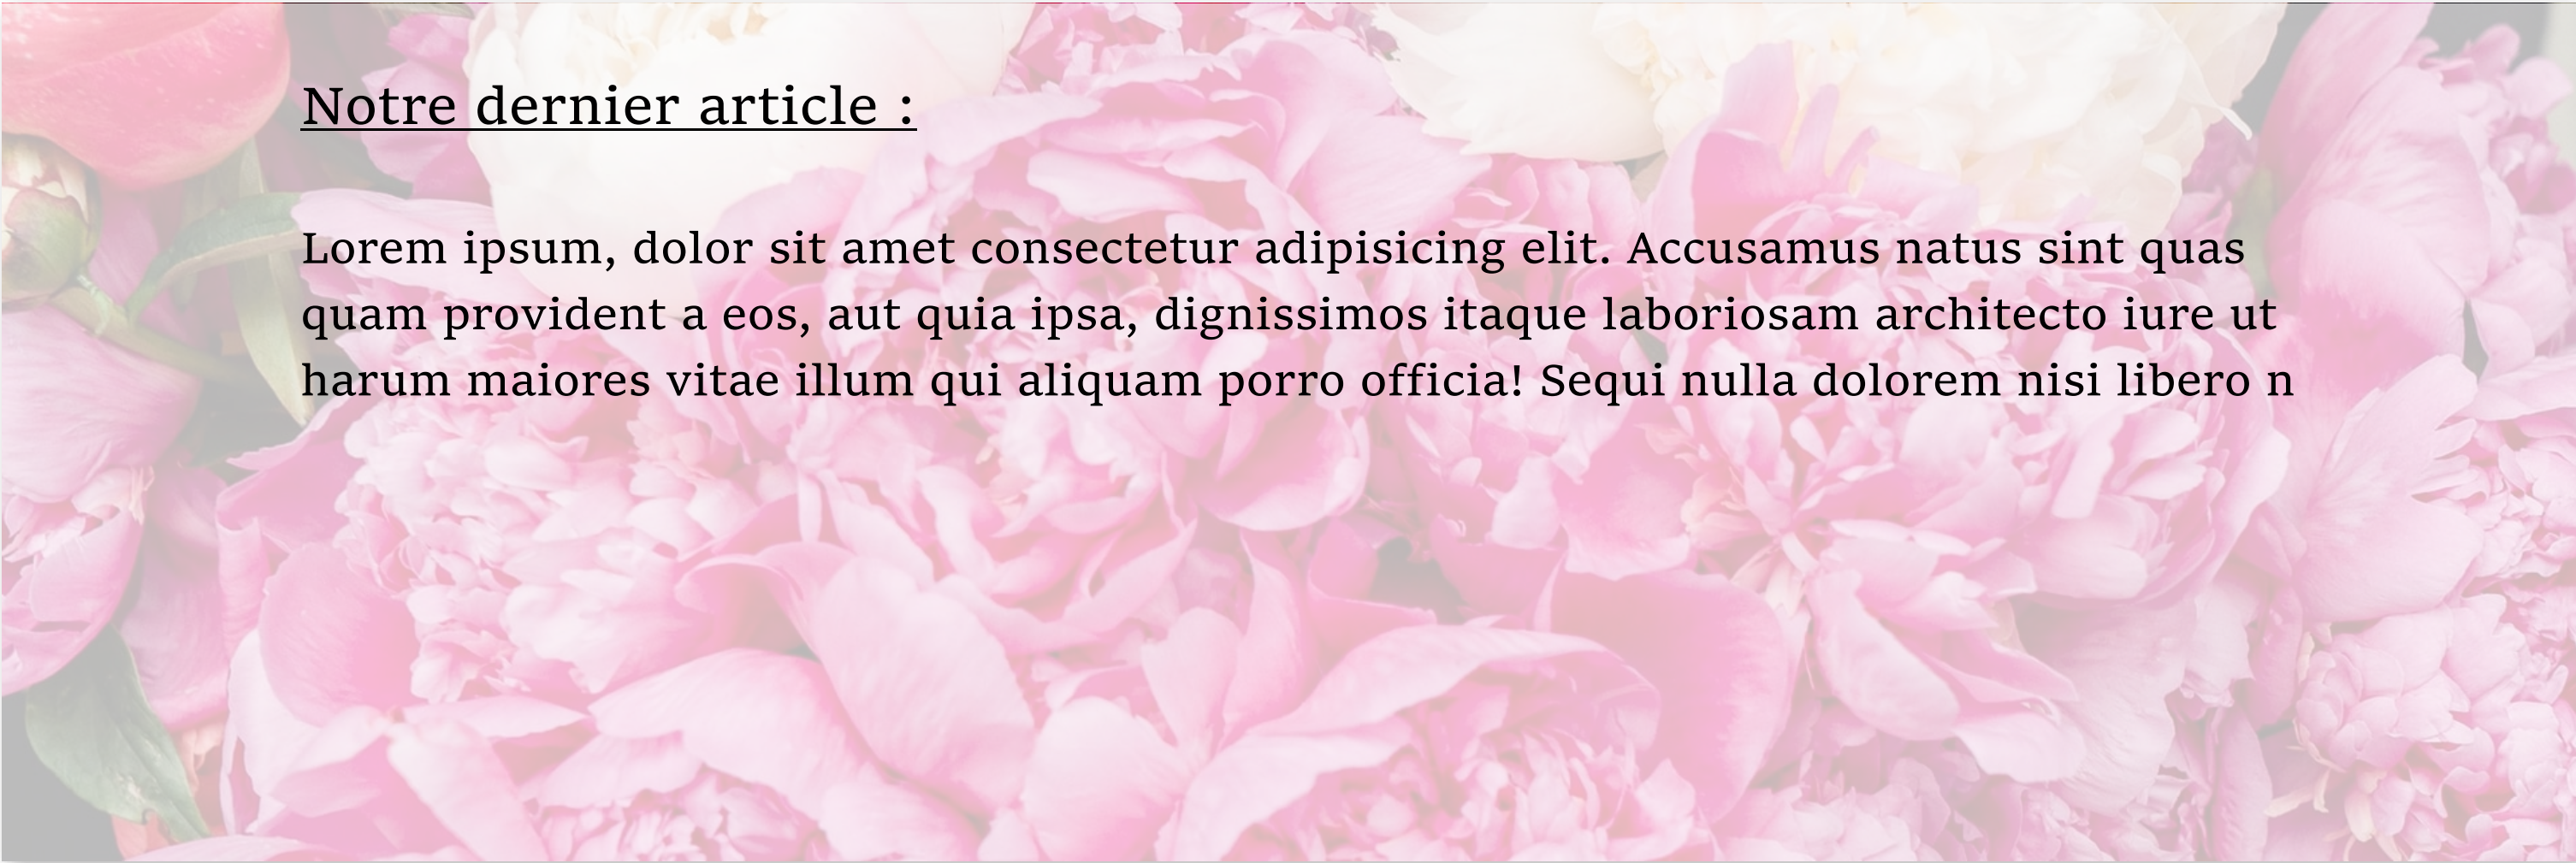 Notre dernier article :
Lorem ipsum, dolor sit amet consectetur adipisicing elit. Accusamus natus sint quas
quam provident a eos, aut quia ipsa, dignissimos itaque laboriosam architecto iure ut
harum maiores vitae illum qui aliquam porro officia! Sequi nulla dolorem nisi libero n